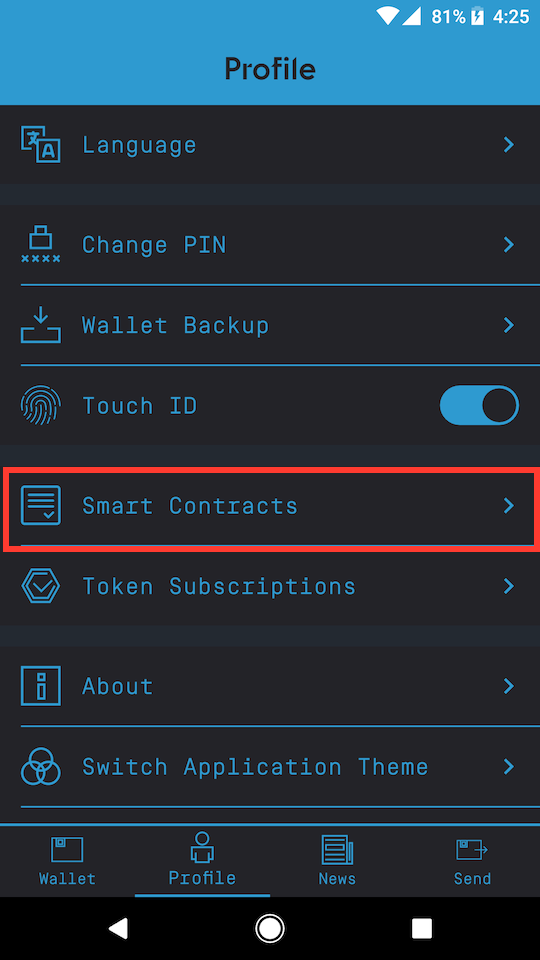 81% 4:25
Profile
Language
Change PIN
Wallet Backup
Touch ID
Smart Contracts
Token Subscriptions
About
Switch Application Theme
Wallet Profile News Send